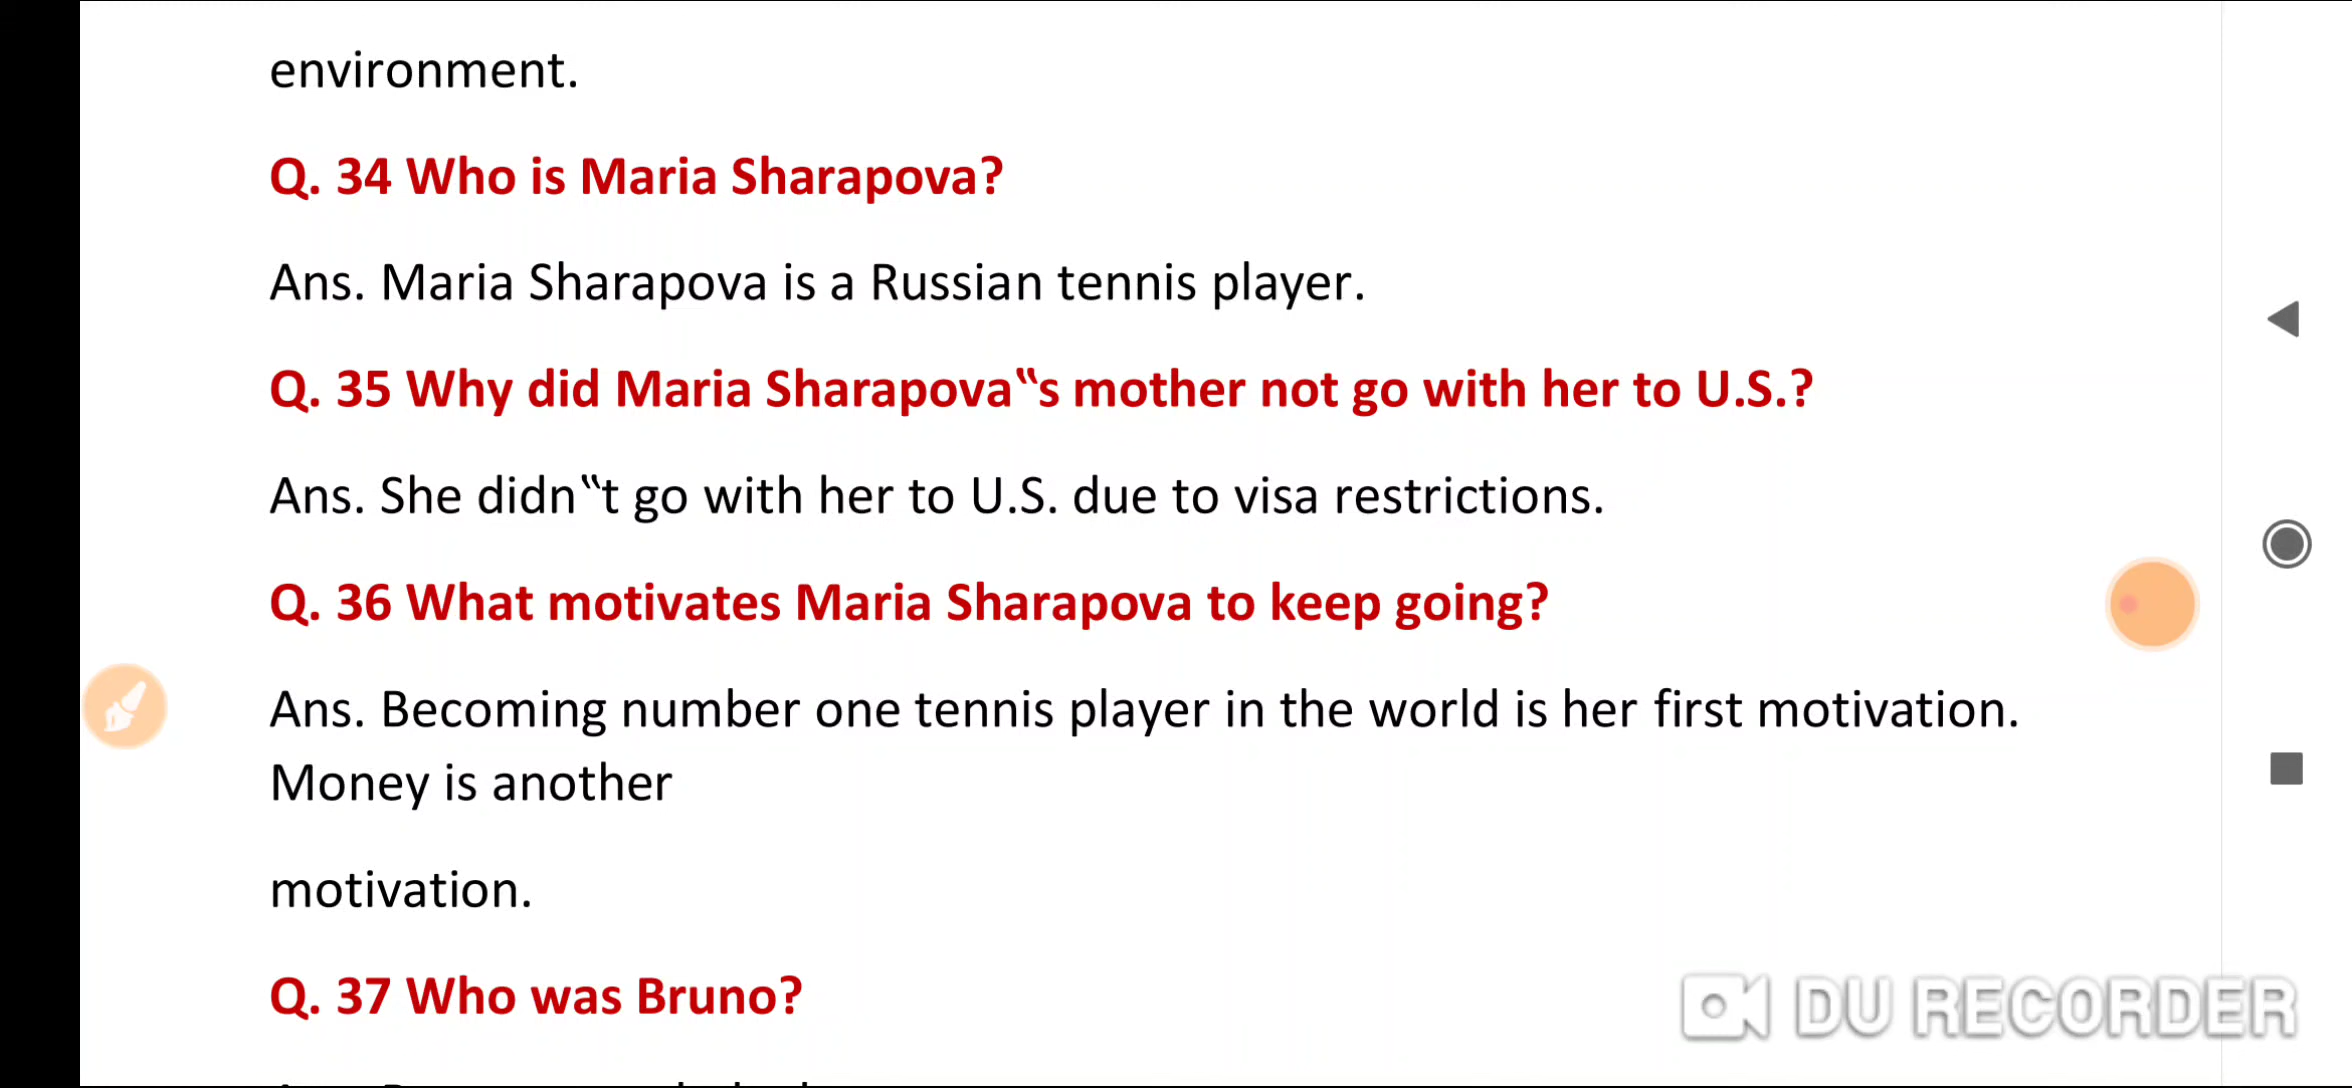 environment.
Q. 34 Who is Maria Sharapova?
Ans. Maria Sharapova is a Russian tennis player.
Q. 35 Why did Maria Sharapova‟s mother not go with her to U.S.?
Ans. She didn‟t go with her to U.S. due to visa restrictions.
Q. 36 What motivates Maria Sharapova to keep going?
Ans. Becoming number one tennis player in the world is her first motivation.
Money is another
motivation.
Q. 37 Who was Bruno?
DU RECORDER